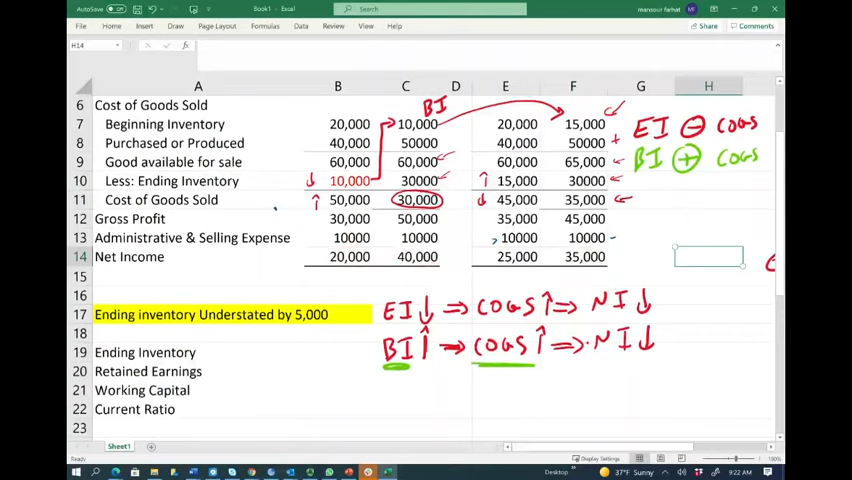 AutoSave Off Book1 - Excel Search mansour farhat MF
File Home Insert Draw Page Layout Formulas Data Review View Help Share Comments
H14 fx
A B C D E F G H
6 Cost of Goods Sold BI
7 Beginning Inventory 20,000 10,000 20,000 15,000 EI - COGS
8 Purchased or Produced 40,000 50000 40,000 50000 +
9 Good available for sale 60,000 60,000 60,000 65,000 BI + COGS
10 Less: Ending Inventory ↓ 10,000 30000 ↑ 15,000 30000
11 Cost of Goods Sold ↑ 50,000 30,000 ↓ 45,000 35,000
12 Gross Profit 30,000 50,000 35,000 45,000
13 Administrative & Selling Expense 10000 10000 10000 10000 -
14 Net Income 20,000 40,000 25,000 35,000
15
16
17 Ending inventory Understated by 5,000 EI↓ ⇒ COGS↑ ⇒ NI↓
18
19 Ending Inventory BI↑ ⇒ COGS↑ ⇒ NI↓
20 Retained Earnings
21 Working Capital
22 Current Ratio
23
Sheet1
Ready Display Settings 190%
Desktop 37°F Sunny 9:22 AM